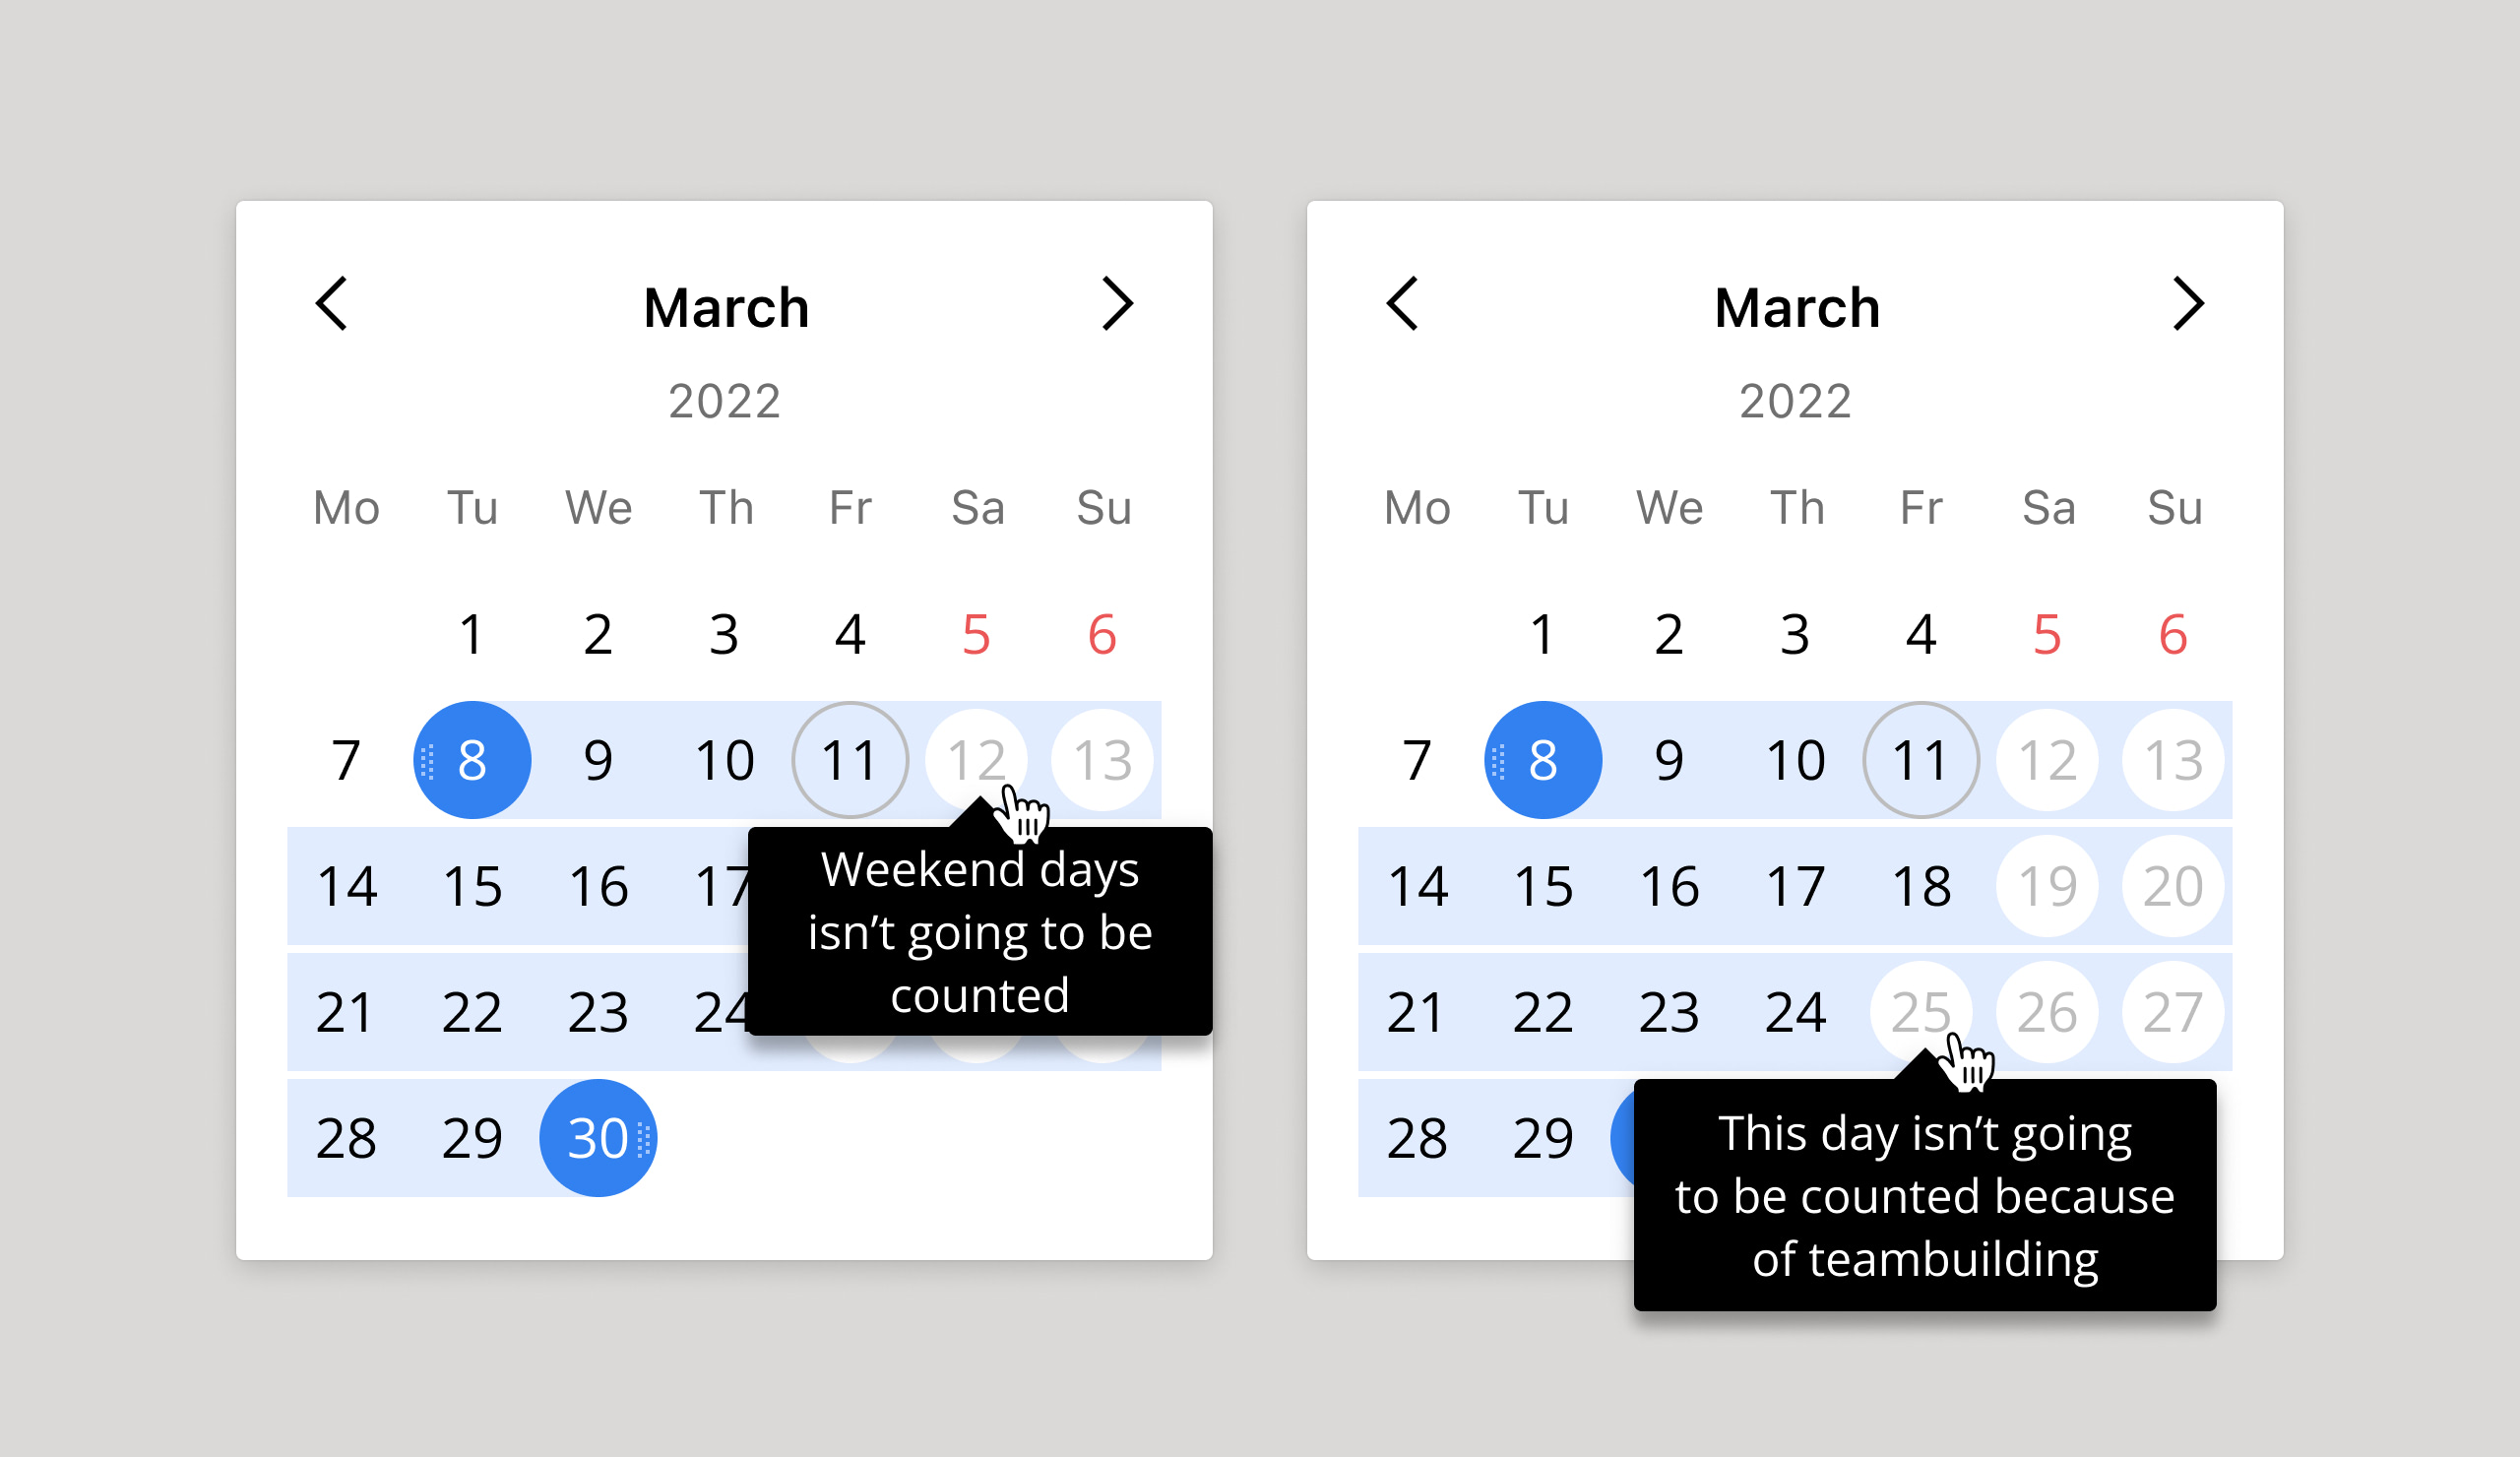 March
2022
Mo Tu We Th Fr Sa Su
1 2 3 4 5 6
7 8 9 10 11 12 13
14 15 16 17
21 22 23 24
28 29 30
Weekend days
isn’t going to be
counted
March
2022
Mo Tu We Th Fr Sa Su
1 2 3 4 5 6
7 8 9 10 11 12 13
14 15 16 17 18 19 20
21 22 23 24 25 26 27
28 29
This day isn’t going
to be counted because
of teambuilding